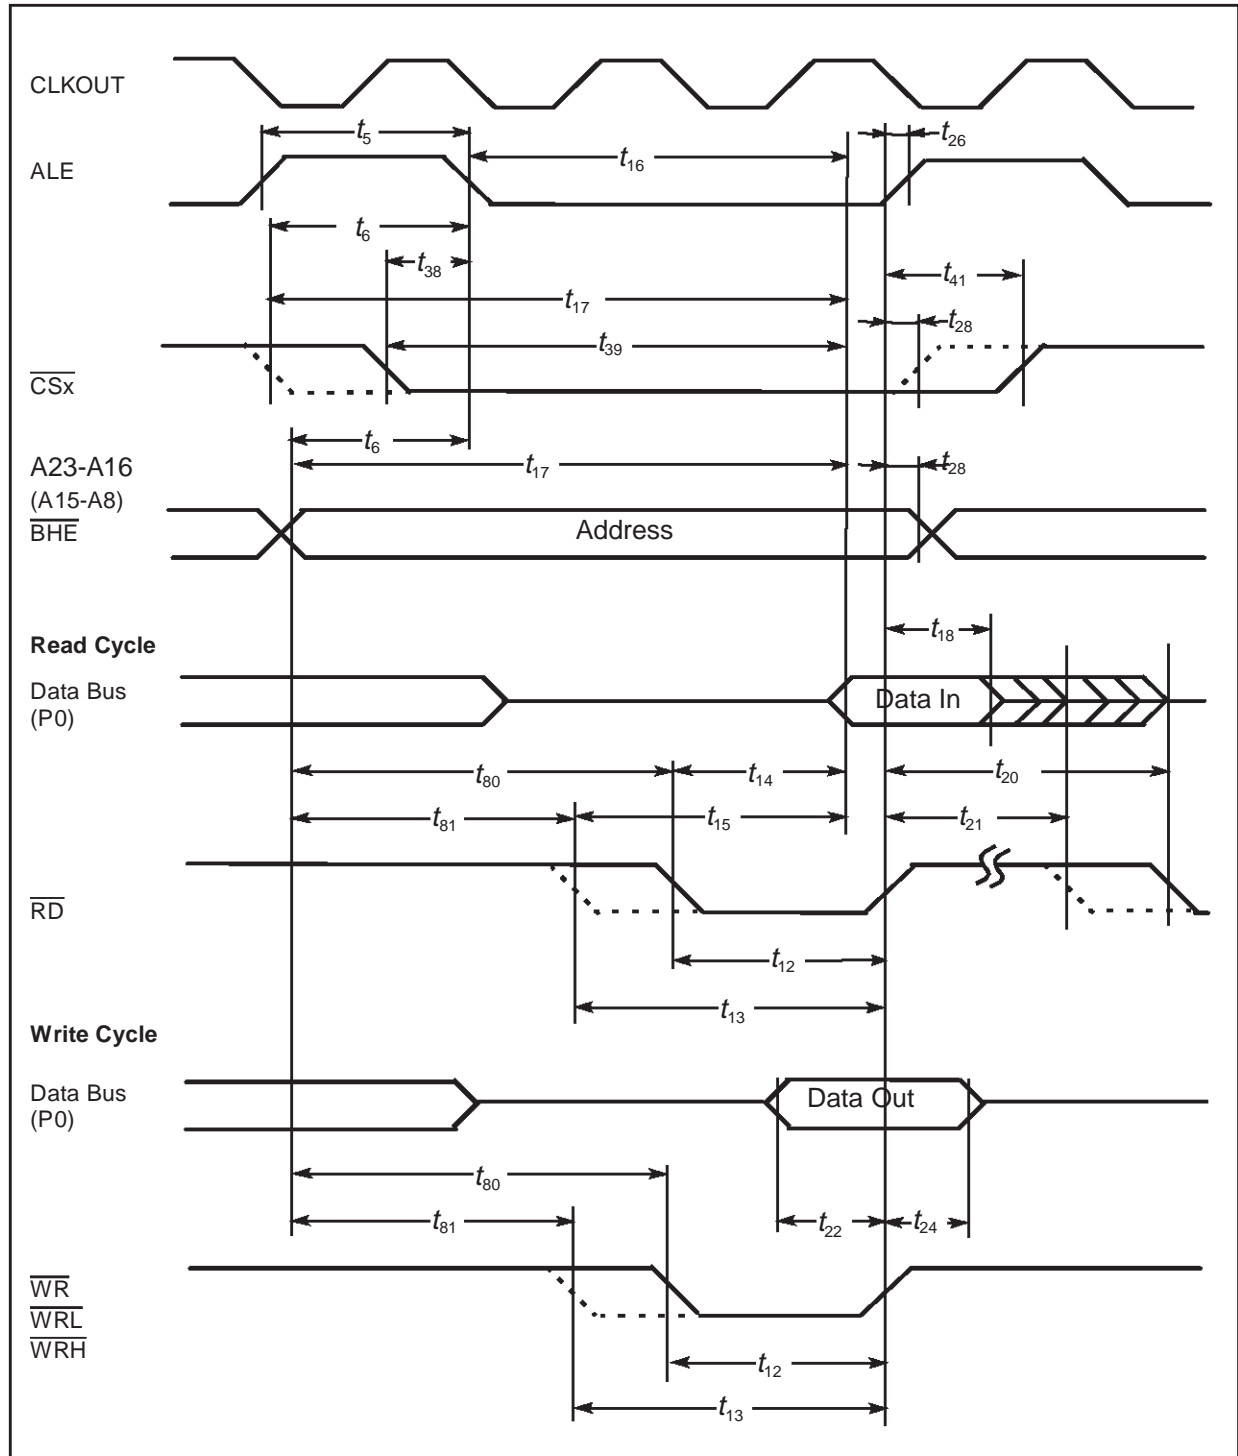 CLKOUT
t5
t26
ALE
t16
t6
t38
t41
t17
t28
t39
CSx
t6
A23-A16
t17
t28
(A15-A8)
BHE
Address
t18
Read Cycle
Data Bus
(P0)
Data In
t80
t14
t20
t81
t15
t21
RD
t12
t13
Write Cycle
Data Bus
(P0)
Data Out
t80
t81
t22
t24
WR
WRL
WRH
t12
t13